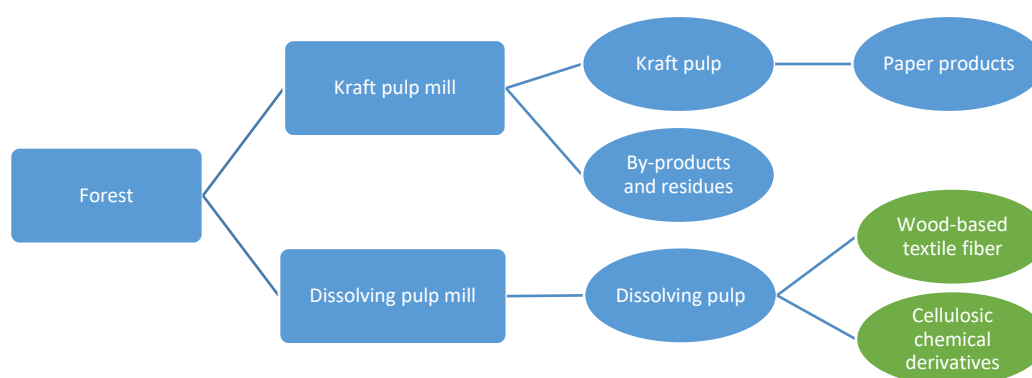 Forest
Kraft pulp mill
Dissolving pulp mill
Kraft pulp
By-products
and residues
Dissolving pulp
Paper products
Wood-based
textile fiber
Cellulosic
chemical
derivatives